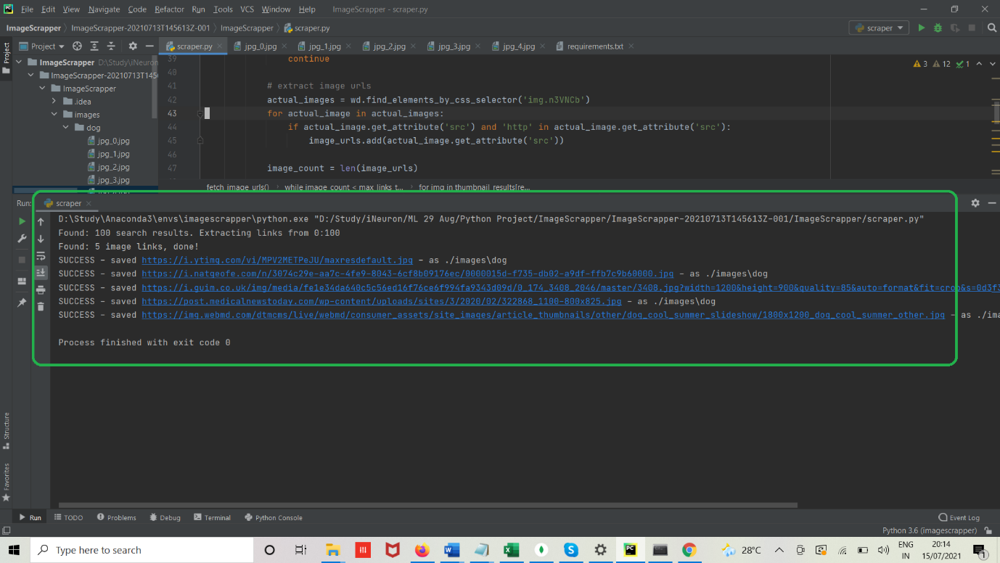 File Edit View Navigate Code Refactor Run Tools VCS Window Help ImageScrapper - scraper.py
ImageScrapper ImageScrapper-20210713T145613Z-001 ImageScrapper scraper.py scraper
Project scraper.py jpg_0.jpg jpg_1.jpg jpg_2.jpg jpg_3.jpg jpg_4.jpg requirements.txt
Project
ImageScrapper D:\Study\iNeuron
ImageScrapper-20210713T1456
ImageScrapper
.idea
images
dog
jpg_0.jpg
jpg_1.jpg
jpg_2.jpg
jpg_3.jpg
39 continue
40
41 # extract image urls
42 actual_images = wd.find_elements_by_css_selector('img.n3VNCb')
43 for actual_image in actual_images:
44 if actual_image.get_attribute('src') and 'http' in actual_image.get_attribute('src'):
45 image_urls.add(actual_image.get_attribute('src'))
46
47 image_count = len(image_urls)
3 12 1
fetch_image_urls() while image_count < max_links_t... for img in thumbnail_results[re...
Run: scraper
D:\Study\Anaconda3\envs\imagescrapper\python.exe "D:/Study/iNeuron/ML 29 Aug/Python Project/ImageScrapper/ImageScrapper-20210713T145613Z-001/ImageScrapper/scraper.py"
Found: 100 search results. Extracting links from 0:100
Found: 5 image links, done!
SUCCESS - saved https://i.ytimg.com/vi/MPV2METPeJU/maxresdefault.jpg - as ./images\dog
SUCCESS - saved https://i.natgeofe.com/n/3074c29e-aa7c-4fe9-8043-6cf8b09176ec/0000015d-f735-db02-a9df-ffb7c9b60000.jpg - as ./images\dog
SUCCESS - saved https://i.guim.co.uk/img/media/fe1e34da640c5c56ed16f76ce6f994fa9343d09d/0_174_3408_2046/master/3408.jpg?width=1200&height=900&quality=85&auto=format&fit=crop&s=0d3f3
SUCCESS - saved https://post.medicalnewstoday.com/wp-content/uploads/sites/3/2020/02/322868_1100-800x825.jpg - as ./images\dog
SUCCESS - saved https://img.webmd.com/dtmcms/live/webmd/consumer_assets/site_images/article_thumbnails/other/dog_cool_summer_slideshow/1800x1200_dog_cool_summer_other.jpg - as ./ima
Process finished with exit code 0
Structure
Favorites
Run TODO Problems Debug Terminal Python Console Event Log
Python 3.6 (imagescrapper)
Type here to search
28°C
ENG
IN
20:14
15/07/2021
1